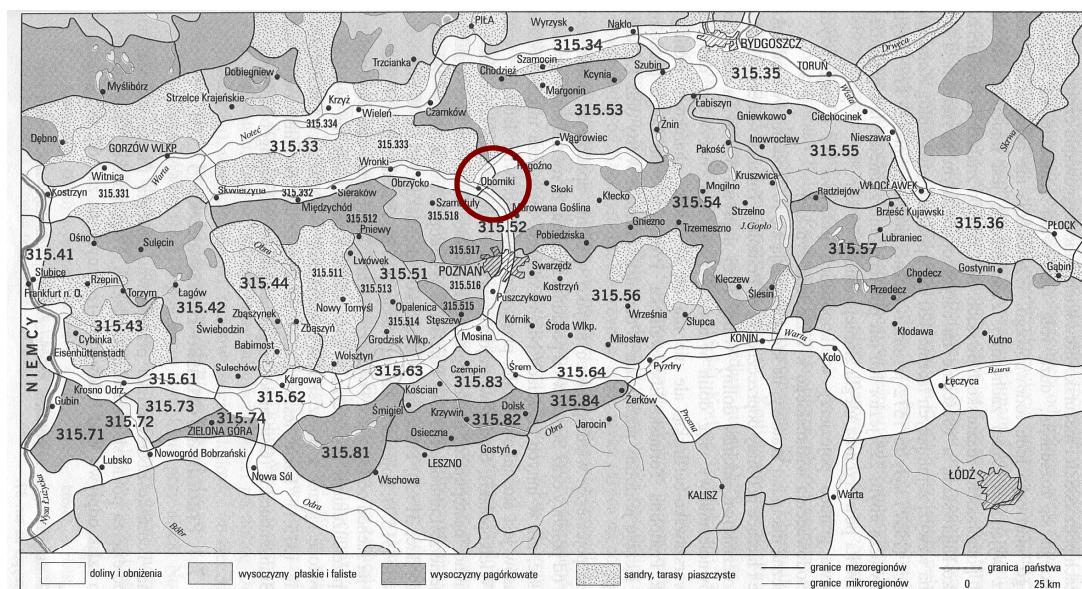 PIŁA
Wyrzysk
Nakło
315.34
BYDGOSZCZ
Drwęca
Trzcianka
Szamocin
Chodzież
Szubin
TORUŃ
Dobiegniew
Kcynia
315.35
Myślibórz
Margonin
Wisła
Strzelce Krajeńskie
Krzyż
Wieleń
Czarnków
315.53
Łabiszyn
Gniewkowo
Ciechocinek
315.334
Noteć
Żnin
Nieszawa
Skrwa
Dębno
GORZÓW WLKP.
315.33
315.333
Wągrowiec
Pakość
Inowrocław
315.55
Witnica
Warta
Wronki
Rogoźno
Kruszwica
315.331
Kostrzyn
Skwierzyna
315.332
Sieraków
Obrzycko
Oborniki
Skoki
Mogilno
Radziejów
WŁOCŁAWEK
Międzychód
Szamotuły
Kłecko
315.54
Strzelno
Brześć Kujawski
315.36
315.512
315.518
Murowana Goślina
Gniezno
J.Gopło
PŁOCK
Ośno
Sulęcin
Obra
Pniewy
315.52
Pobiedziska
Trzemeszno
315.57
Lubraniec
315.41
Lwówek
315.517
Gostynin
Słubice
315.44
315.511
315.51
POZNAŃ
Swarzędz
Chodecz
Gąbin
Rzepin
315.513
315.516
Kostrzyń
Kleczew
Ślesin
Przedecz
Frankfurt n. O.
Torzym
Łagów
Puszczykowo
315.56
315.42
Zbąszynek
Nowy Tomyśl
Opalenica
315.515
Września
315.43
Świebodzin
Zbąszyń
315.514
Stęszew
Kórnik
Słupca
Kłodawa
Cybinka
Babimost
Grodzisk Wlkp.
Mosina
Środa Wlkp.
KONIN
Warta
Kutno
NIEMCY
Eisenhüttenstadt
Miłosław
Koło
Wolsztyn
Czempin
Śrem
Pyzdry
Sulechów
315.63
315.64
Krosno Odrz.
315.61
Kargowa
Kościan
315.83
Łęczyca
Bzura
Gubin
315.73
315.62
Dolsk
315.84
Żerków
315.72
315.74
Śmigiel
Krzywin
315.82
Prosna
315.71
ZIELONA GÓRA
Osieczna
Obra
Jarocin
Lubsko
Nowogród Bobrzański
315.81
LESZNO
Gostyń
ŁÓDŹ
Nysa Łużycka
Nowa Sól
Wschowa
KALISZ
Warta
Bóbr
Odra
doliny i obniżenia
wysoczyzny płaskie i faliste
wysoczyzny pagórkowate
sandry, tarasy piaszczyste
granice mezoregionów
granice mikroregionów
granica państwa
0 25 km